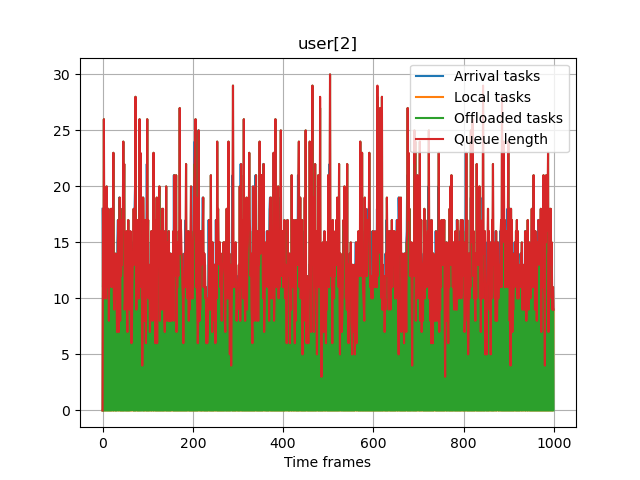 user[2]
Arrival tasks
Local tasks
Offloaded tasks
Queue length
30
25
20
15
10
5
0
0 200 400 600 800 1000
Time frames